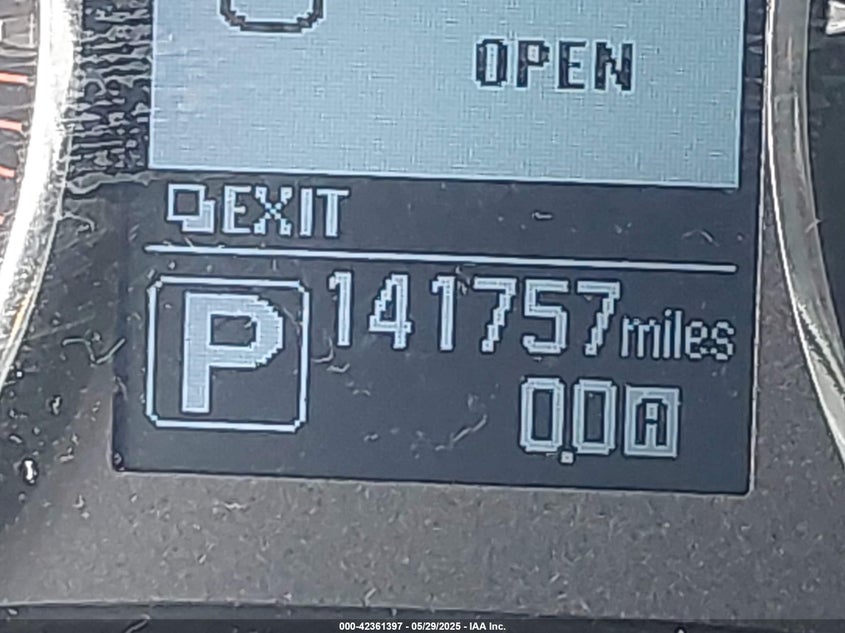 OPEN
EXIT
P 141757 miles
0.0 A
000-42361397 - 05/29/2025 - IAA Inc.